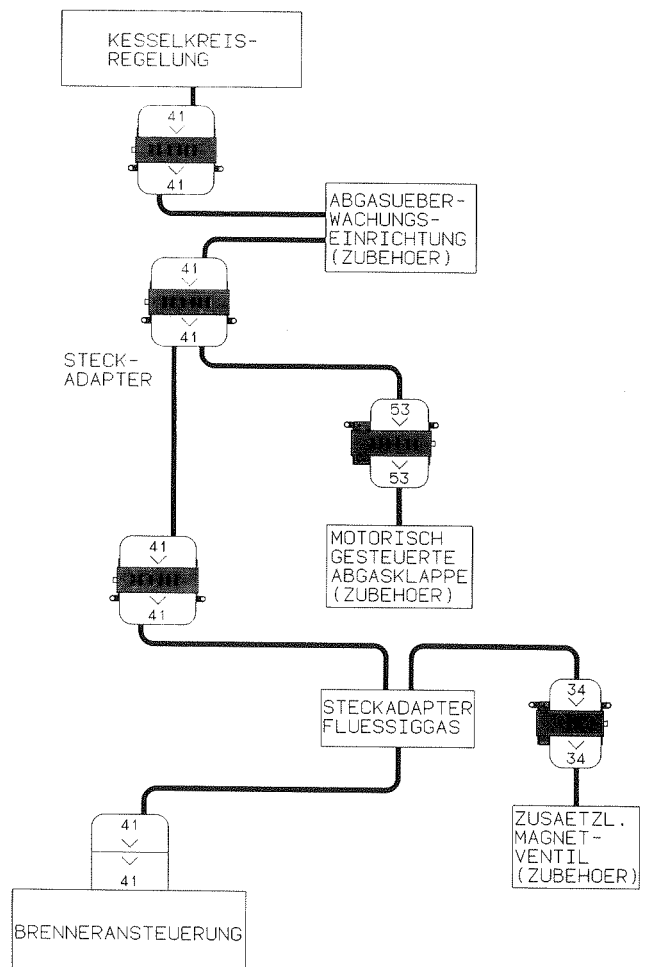 KESSELKREIS-
REGELUNG
41
41
ABGASUEBER-
WACHUNGS-
EINRICHTUNG
(ZUBEHOER)
41
41
STECK-
ADAPTER
53
53
MOTORISCH
GESTEUERTE
ABGASKLAPPE
(ZUBEHOER)
41
41
STECKADAPTER
FLUESSIGGAS
34
34
ZUSAETZL.
MAGNET-
VENTIL
(ZUBEHOER)
41
41
BRENNERANSTEUERUNG